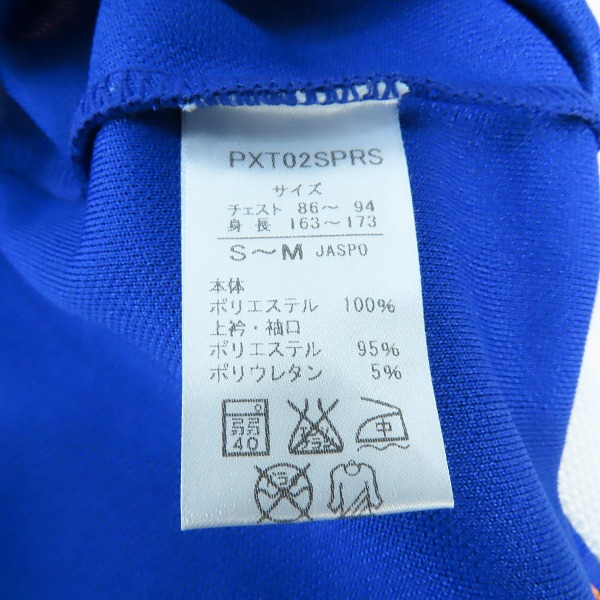 PXT02SPRS
サイズ
チェスト 86～ 94
身 長 163～173
S～M JASPO
本体
ポリエステル 100%
上衿・袖口
ポリエステル 95%
ポリウレタン 5%
弱 40 中